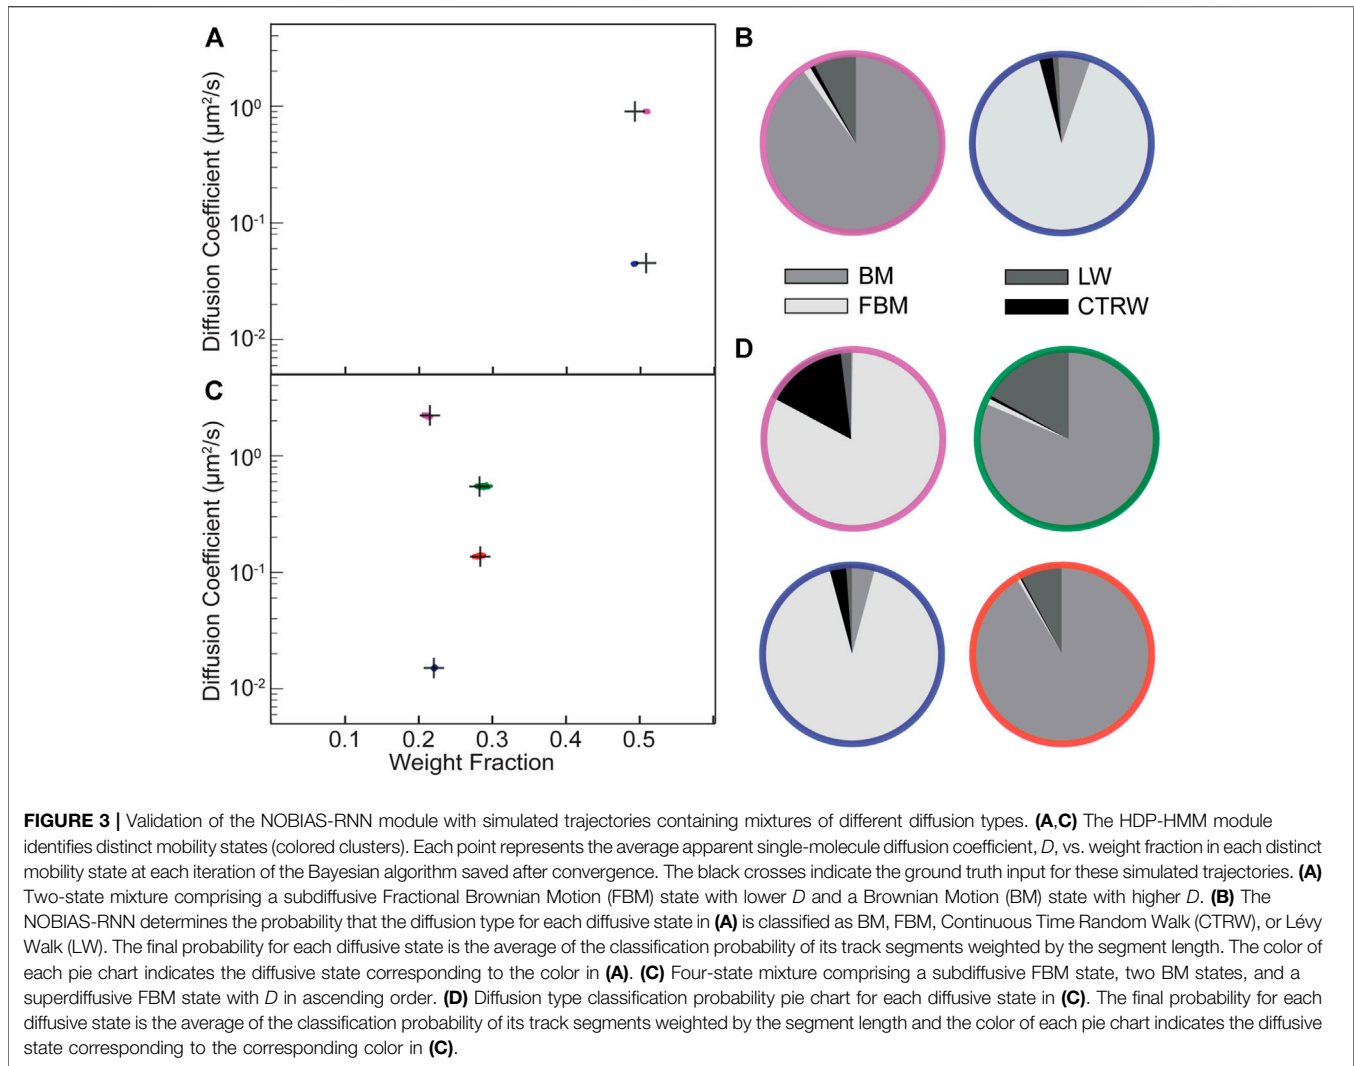 A
B
Diffusion Coefficient (µm²/s)
10⁰
10⁻¹
10⁻²
BM
LW
FBM
CTRW
C
D
Diffusion Coefficient (µm²/s)
10⁰
10⁻¹
10⁻²
0.1 0.2 0.3 0.4 0.5
Weight Fraction
FIGURE 3 | Validation of the NOBIAS-RNN module with simulated trajectories containing mixtures of different diffusion types. (A,C) The HDP-HMM module
identifies distinct mobility states (colored clusters). Each point represents the average apparent single-molecule diffusion coefficient, D, vs. weight fraction in each distinct
mobility state at each iteration of the Bayesian algorithm saved after convergence. The black crosses indicate the ground truth input for these simulated trajectories. (A)
Two-state mixture comprising a subdiffusive Fractional Brownian Motion (FBM) state with lower D and a Brownian Motion (BM) state with higher D. (B) The
NOBIAS-RNN determines the probability that the diffusion type for each diffusive state in (A) is classified as BM, FBM, Continuous Time Random Walk (CTRW), or Lévy
Walk (LW). The final probability for each diffusive state is the average of the classification probability of its track segments weighted by the segment length. The color of
each pie chart indicates the diffusive state corresponding to the color in (A). (C) Four-state mixture comprising a subdiffusive FBM state, two BM states, and a
superdiffusive FBM state with D in ascending order. (D) Diffusion type classification probability pie chart for each diffusive state in (C). The final probability for each
diffusive state is the average of the classification probability of its track segments weighted by the segment length and the color of each pie chart indicates the diffusive
state corresponding to the corresponding color in (C).